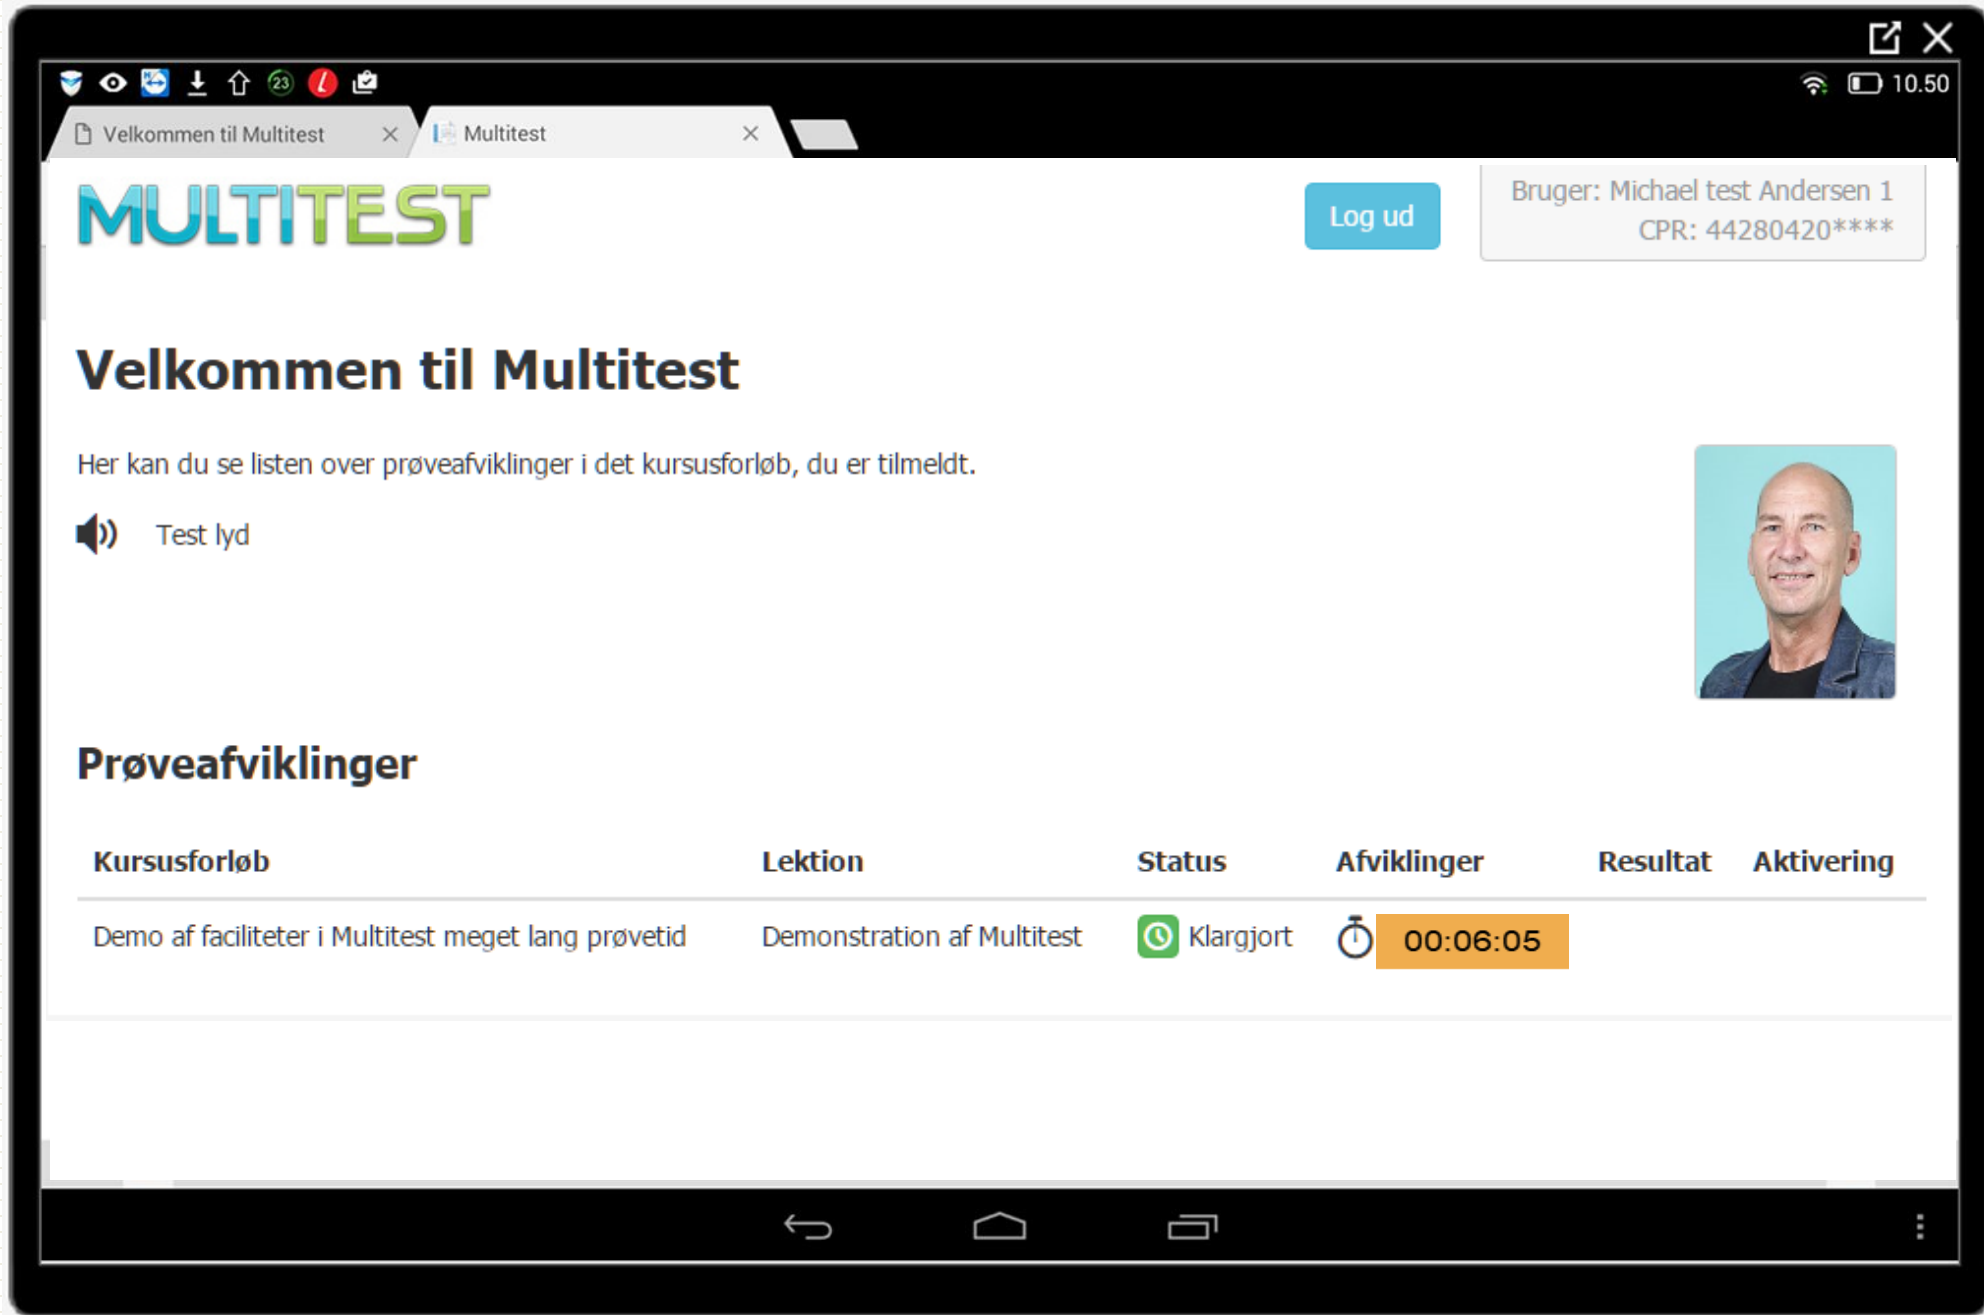 23
10.50
Velkommen til Multitest
Multitest
MULTITEST
Log ud
Bruger: Michael test Andersen 1
CPR: 44280420****
Velkommen til Multitest
Her kan du se listen over prøveafviklinger i det kursusforløb, du er tilmeldt.
Test lyd
Prøveafviklinger
Kursusforløb Lektion Status Afviklinger Resultat Aktivering
Demo af faciliteter i Multitest meget lang prøvetid Demonstration af Multitest Klargjort 00:06:05